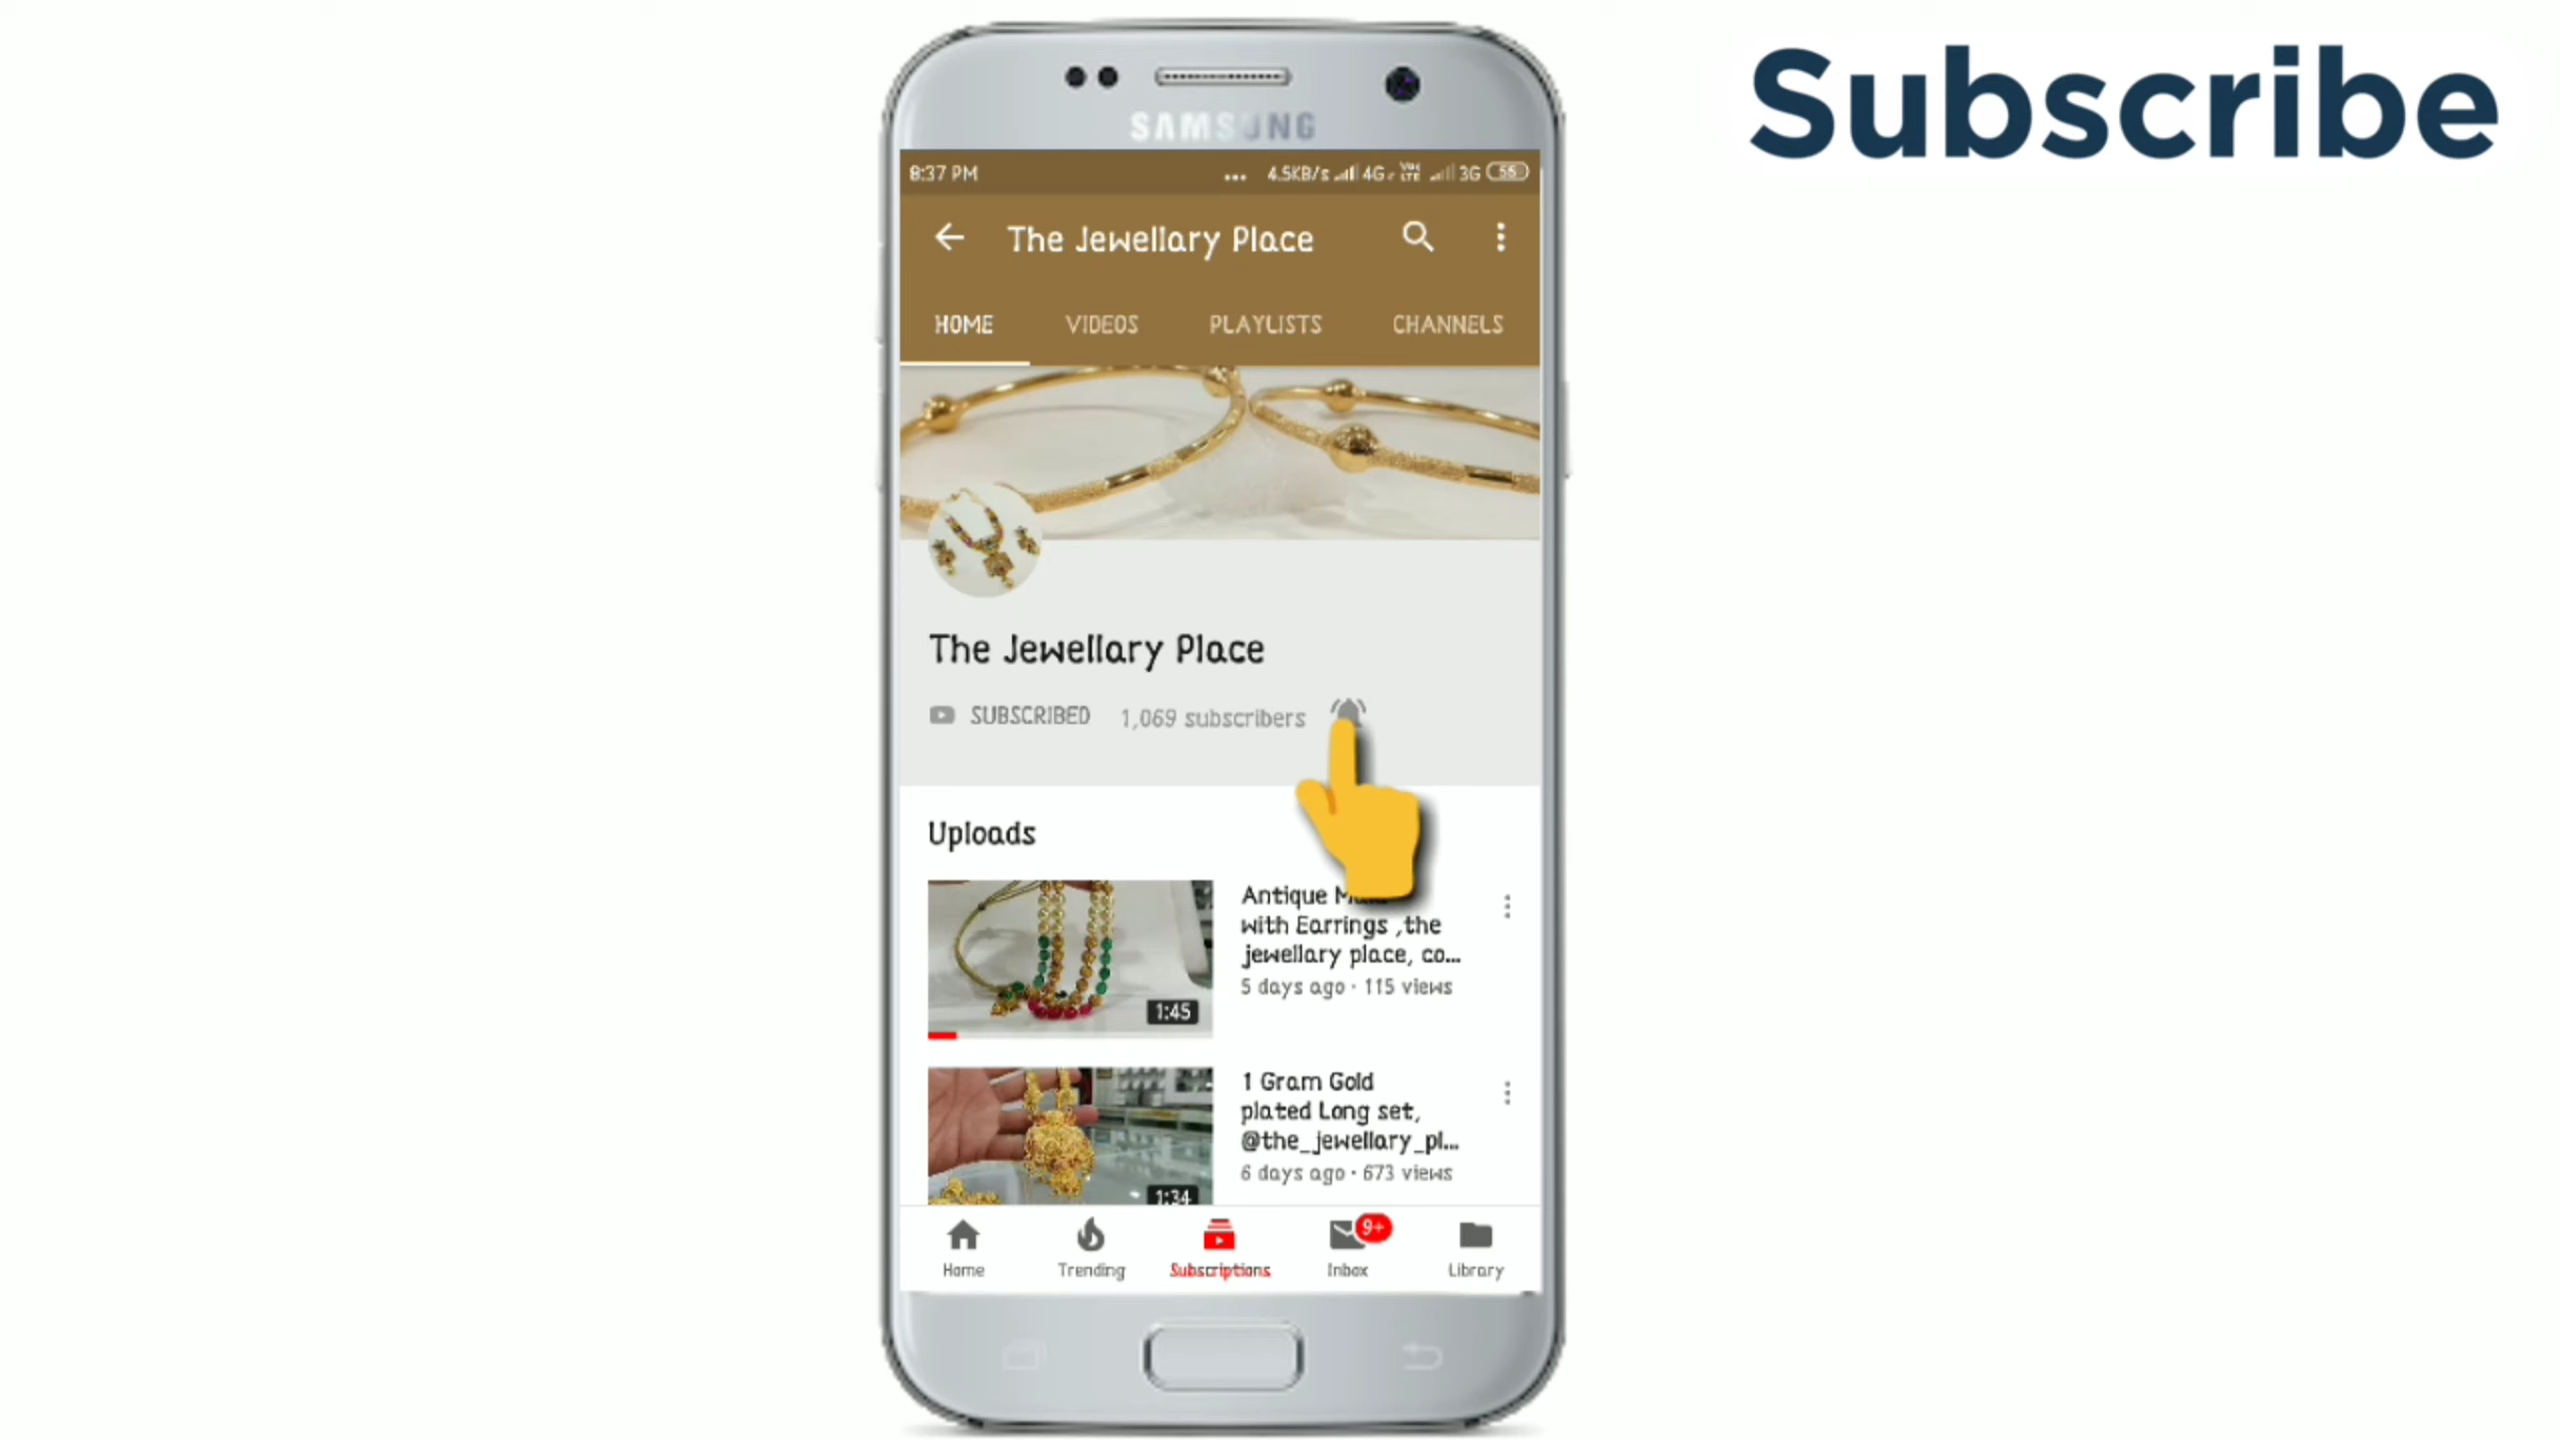 Subscribe
SAMSUNG
8:37 PM ... 4.5KB/s 4G VoLTE 3G 55
The Jewellary Place
HOME VIDEOS PLAYLISTS CHANNELS
The Jewellary Place
SUBSCRIBED 1,069 subscribers
Uploads
Antique
with Earrings ,the
jewellary place, co...
5 days ago · 115 views
1:45
1 Gram Gold
plated Long set,
@the_jewellary_pl...
6 days ago · 673 views
1:34
9+
Home Trending Subscriptions Inbox Library